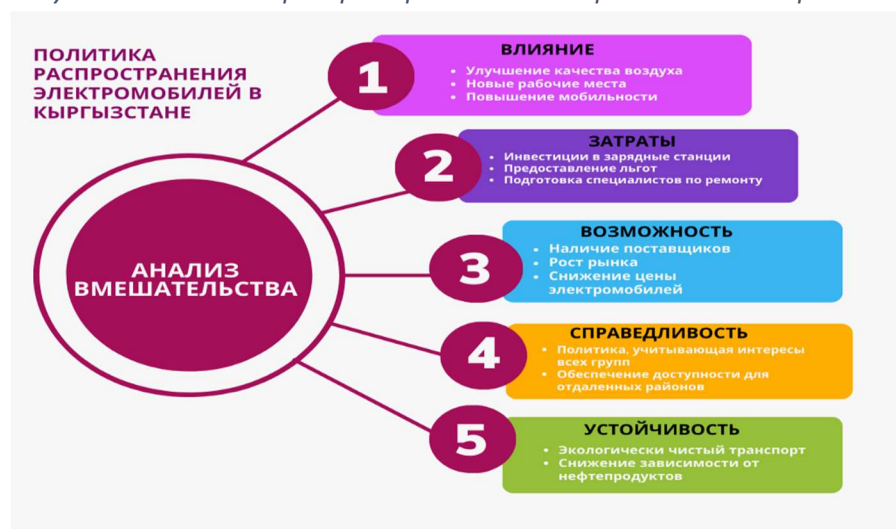 ПОЛИТИКА
РАСПРОСТРАНЕНИЯ
ЭЛЕКТРОМОБИЛЕЙ В
КЫРГЫЗСТАНЕ
АНАЛИЗ
ВМЕШАТЕЛЬСТВА
1
ВЛИЯНИЕ
• Улучшение качества воздуха
• Новые рабочие места
• Повышение мобильности
2
ЗАТРАТЫ
• Инвестиции в зарядные станции
• Предоставление льгот
• Подготовка специалистов по ремонту
3
ВОЗМОЖНОСТЬ
• Наличие поставщиков
• Рост рынка
• Снижение цены
электромобилей
4
СПРАВЕДЛИВОСТЬ
• Политика, учитывающая интересы
всех групп
• Обеспечение доступности для
отдаленных районов
5
УСТОЙЧИВОСТЬ
• Экологически чистый транспорт
• Снижение зависимости от
нефтепродуктов